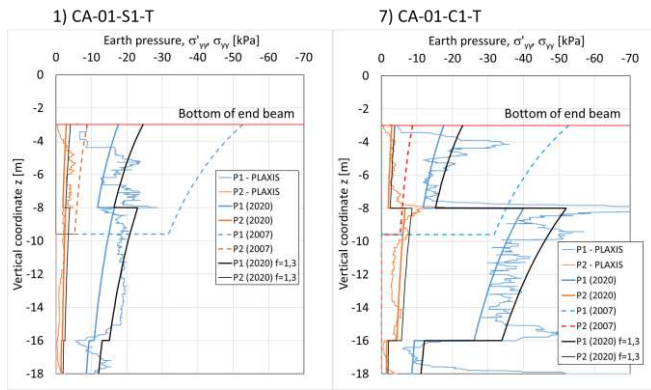 1) CA-01-S1-T
Earth pressure, σ'yy, σyy [kPa]
0 -10 -20 -30 -40 -50 -60 -70
0
-2
-4
-6
-8
-10
-12
-14
-16
-18
Vertical coordinate z [m]
Bottom of end beam
P1 - PLAXIS
P2 - PLAXIS
P1 (2020)
P2 (2020)
P1 (2007)
P2 (2007)
P1 (2020) f=1,3
P2 (2020) f=1,3
7) CA-01-C1-T
Earth pressure, σ'yy, σyy [kPa]
0 -10 -20 -30 -40 -50 -60 -70
0
-2
-4
-6
-8
-10
-12
-14
-16
-18
Vertical coordinate z [m]
Bottom of end beam
P1 - PLAXIS
P2 - PLAXIS
P1 (2020)
P2 (2020)
P1 (2007)
P2 (2007)
P1 (2020) f=1,3
P2 (2020) f=1,3